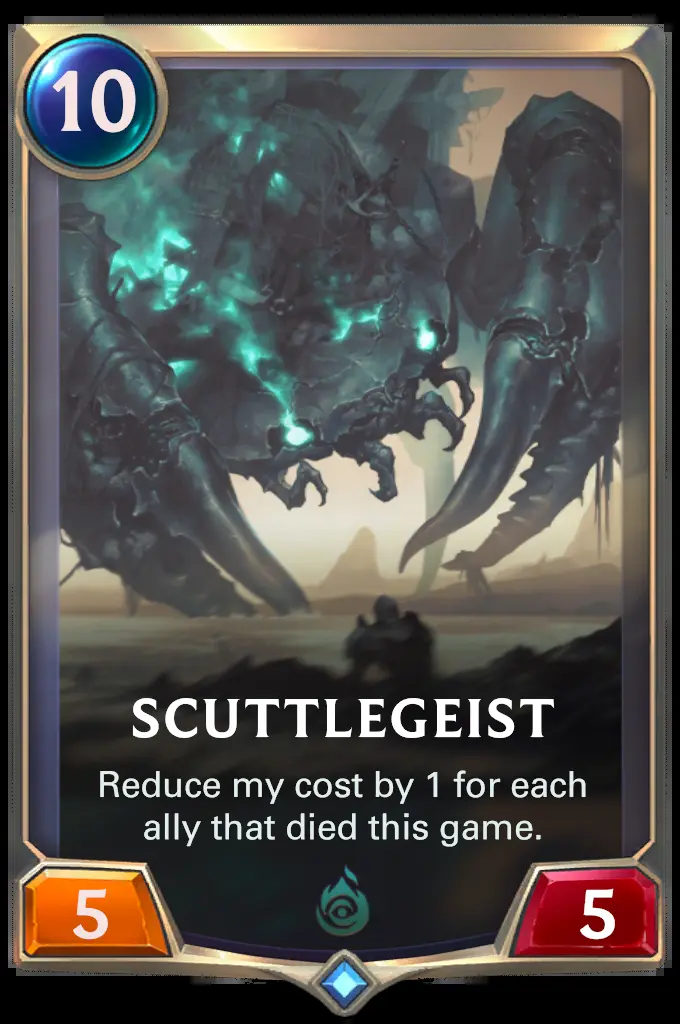 10
SCUTTLEGEIST
Reduce my cost by 1 for each
ally that died this game.
5
5